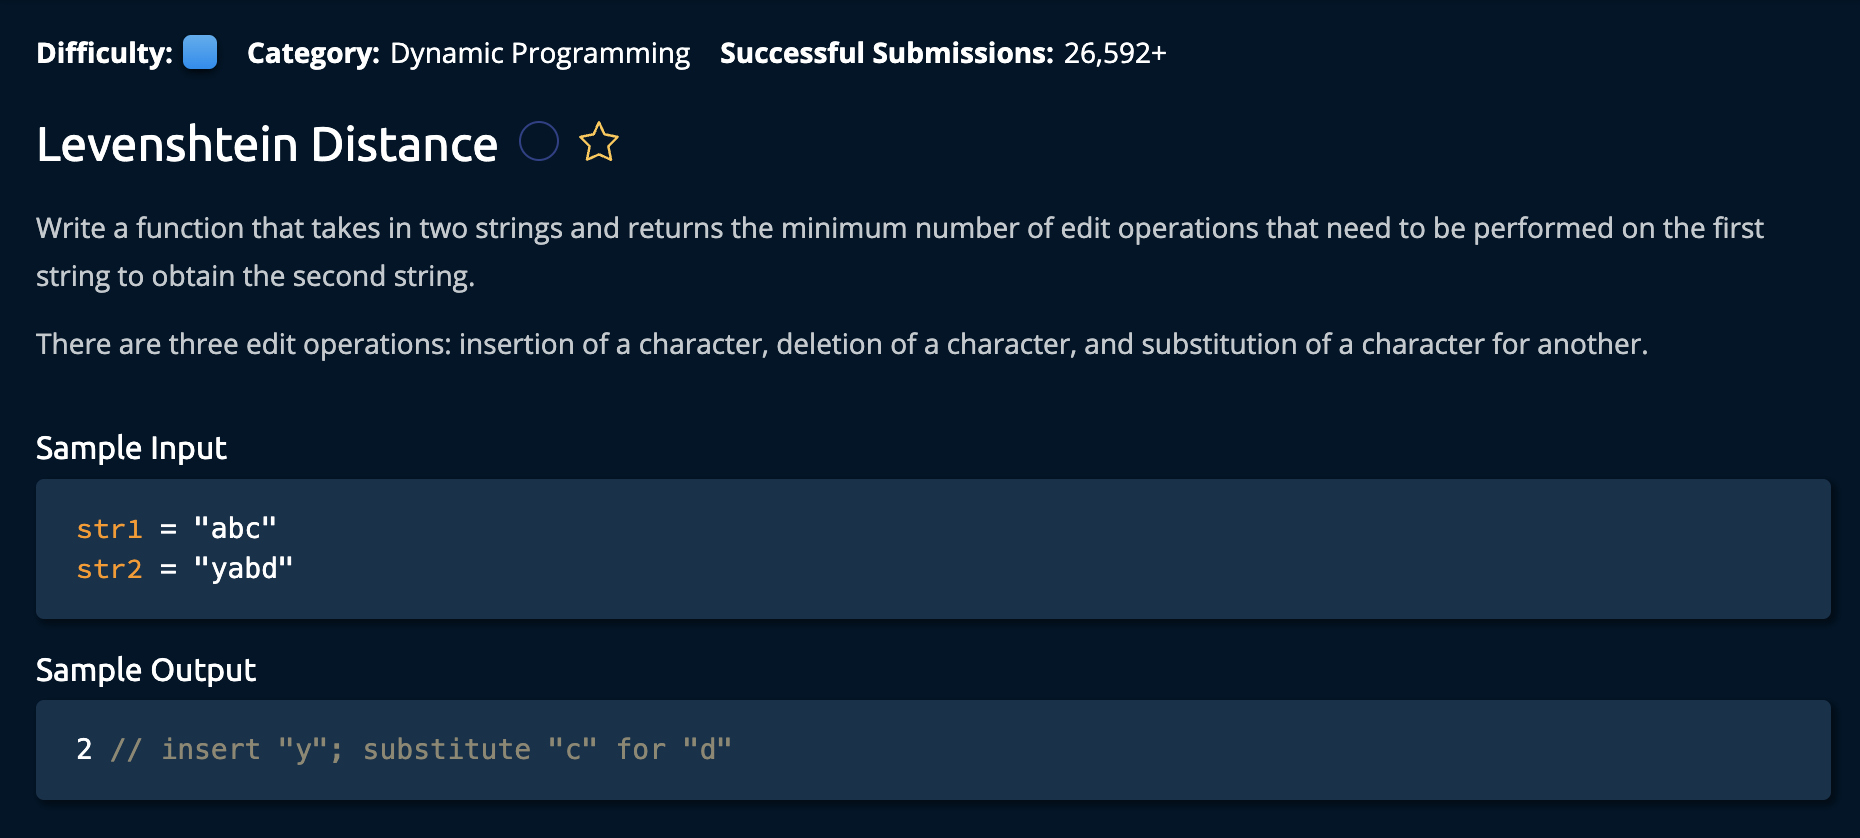 Difficulty: Category: Dynamic Programming Successful Submissions: 26,592+
Levenshtein Distance
Write a function that takes in two strings and returns the minimum number of edit operations that need to be performed on the first
string to obtain the second string.
There are three edit operations: insertion of a character, deletion of a character, and substitution of a character for another.
Sample Input
str1 = "abc"
str2 = "yabd"
Sample Output
2 // insert "y"; substitute "c" for "d"